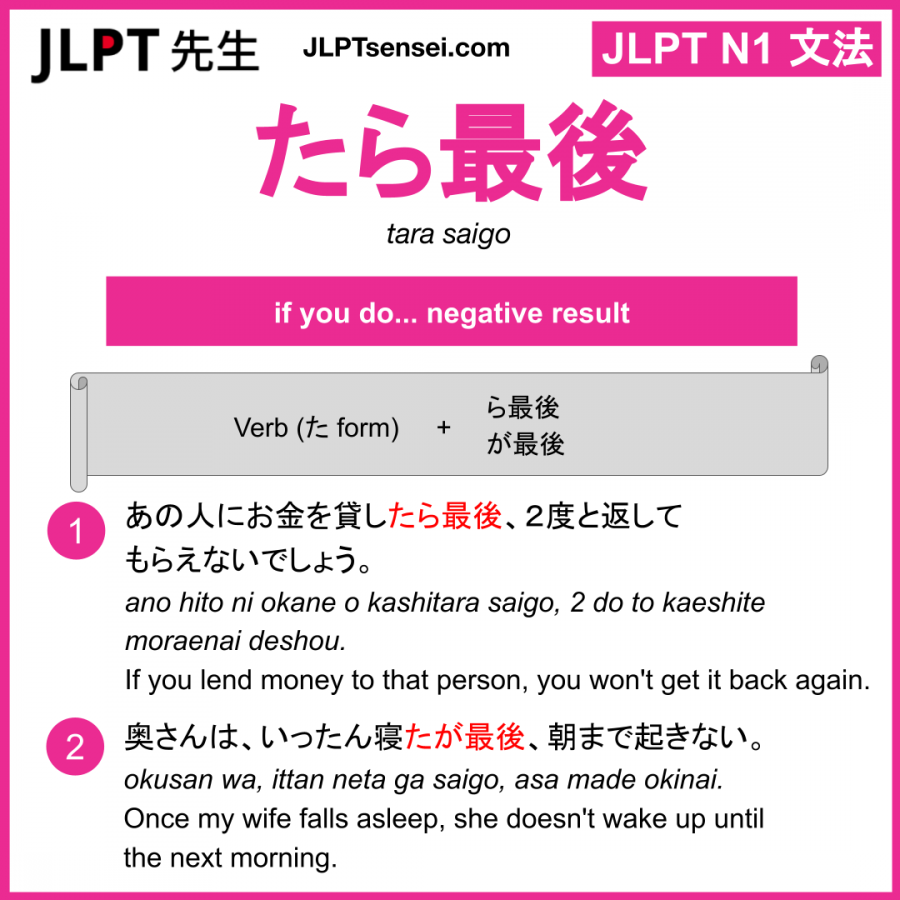 JLPT 先生
JLPTsensei.com
JLPT N1 文法
たら最後
tara saigo
if you do... negative result
Verb (た form) + ら最後
が最後
1
あの人にお金を貸したら最後、２度と返して
もらえないでしょう。
ano hito ni okane o kashitara saigo, 2 do to kaeshite
moraenai deshou.
If you lend money to that person, you won't get it back again.
2
奥さんは、いったん寝たが最後、朝まで起きない。
okusan wa, ittan neta ga saigo, asa made okinai.
Once my wife falls asleep, she doesn't wake up until
the next morning.